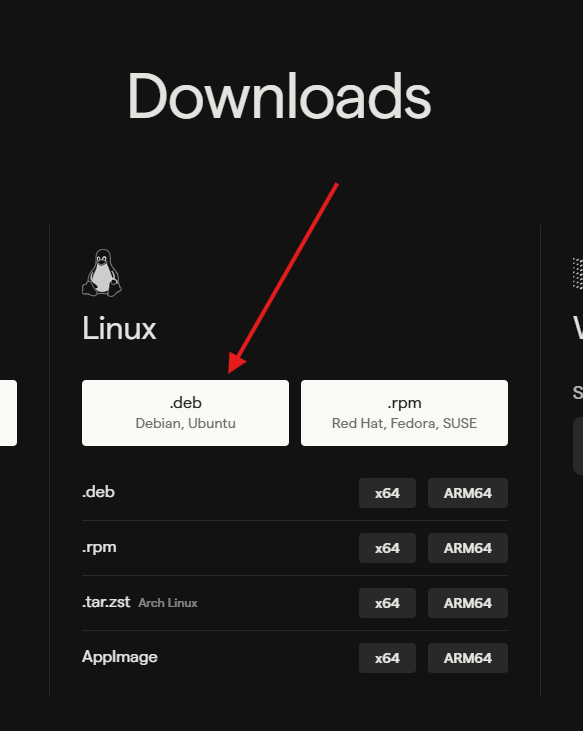 Downloads
Linux
.deb
Debian, Ubuntu
.rpm
Red Hat, Fedora, SUSE
.deb
x64
ARM64
.rpm
x64
ARM64
.tar.zst Arch Linux
x64
ARM64
AppImage
x64
ARM64